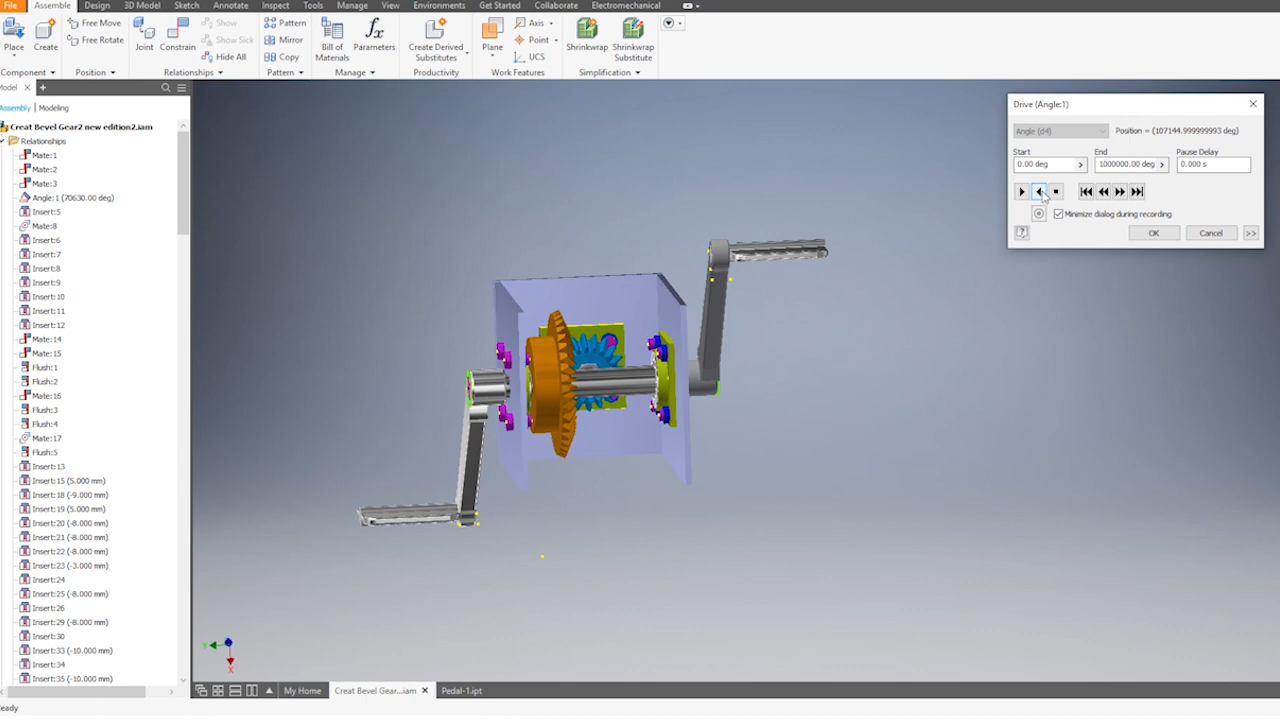 File Assemble Design 3D Model Sketch Annotate Inspect Tools Manage View Environments Get Started Collaborate Electromechanical
Place
Create
Free Move
Free Rotate
Joint
Constrain
Show
Show Sick
Hide All
Pattern
Mirror
Copy
Bill of
Materials
Parameters
Create Derived
Substitutes
Plane
Axis
Point
UCS
Shrinkwrap
Shrinkwrap
Substitute
Component Position Relationships Pattern Manage Productivity Work Features Simplification
Model
Assembly | Modeling
Creat Bevel Gear2 new edition2.iam
Relationships
Mate:1
Mate:2
Mate:3
Angle:1 (70630.00 deg)
Insert:5
Mate:8
Insert:6
Insert:7
Insert:8
Insert:9
Insert:10
Insert:11
Insert:12
Mate:14
Mate:15
Flush:1
Flush:2
Mate:16
Flush:3
Flush:4
Mate:17
Flush:5
Insert:13
Insert:15 (5.000 mm)
Insert:18 (-9.000 mm)
Insert:19 (5.000 mm)
Insert:20 (-8.000 mm)
Insert:21 (-8.000 mm)
Insert:22 (-8.000 mm)
Insert:23 (-3.000 mm)
Insert:24
Insert:25 (-8.000 mm)
Insert:26
Insert:29 (-8.000 mm)
Insert:30
Insert:33 (-10.000 mm)
Insert:34
Insert:35 (-10.000 mm)
Drive (Angle:1)
Angle (d4) Position = (107144.999999993 deg)
Start End Pause Delay
0.00 deg 1000000.00 deg 0.000 s
Minimize dialog during recording
OK Cancel >>
Y
X
My Home Creat Bevel Gear...iam Pedal-1.ipt
eady